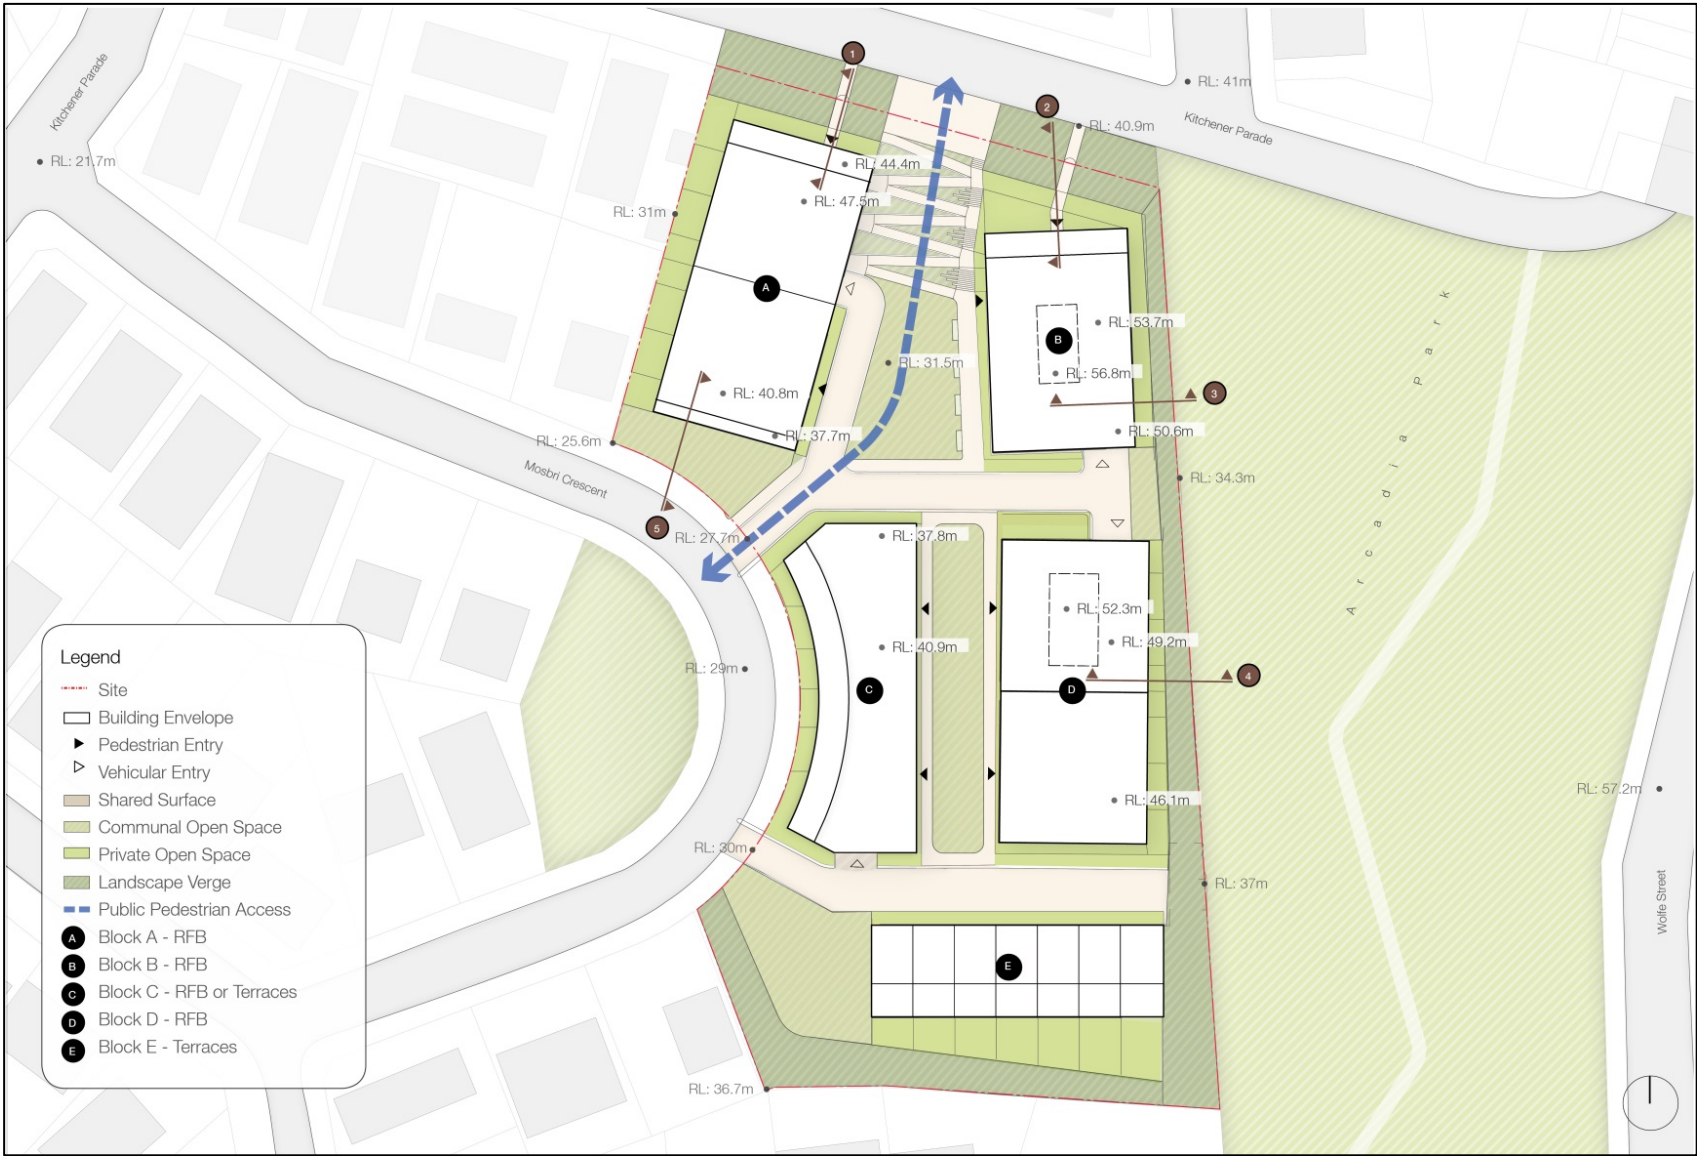 1
RL: 41m
Kitchener Parade
2
RL: 40.9m
Kitchener Parade
RL: 21.7m
RL: 44.4m
RL: 47.5m
RL: 31m
A
RL: 53.7m
B
RL: 31.5m
RL: 56.8m
3
RL: 40.8m
RL: 50.6m
RL: 37.7m
RL: 25.6m
Mosbri Crescent
RL: 34.3m
Arcadia Park
5
RL: 27.7m
RL: 37.8m
RL: 52.3m
RL: 49.2m
RL: 40.9m
RL: 29m
4
C
D
RL: 57.2m
RL: 46.1m
RL: 30m
RL: 37m
Wolfe Street
E
RL: 36.7m
Legend
Site
Building Envelope
Pedestrian Entry
Vehicular Entry
Shared Surface
Communal Open Space
Private Open Space
Landscape Verge
Public Pedestrian Access
A Block A - RFB
B Block B - RFB
C Block C - RFB or Terraces
D Block D - RFB
E Block E - Terraces